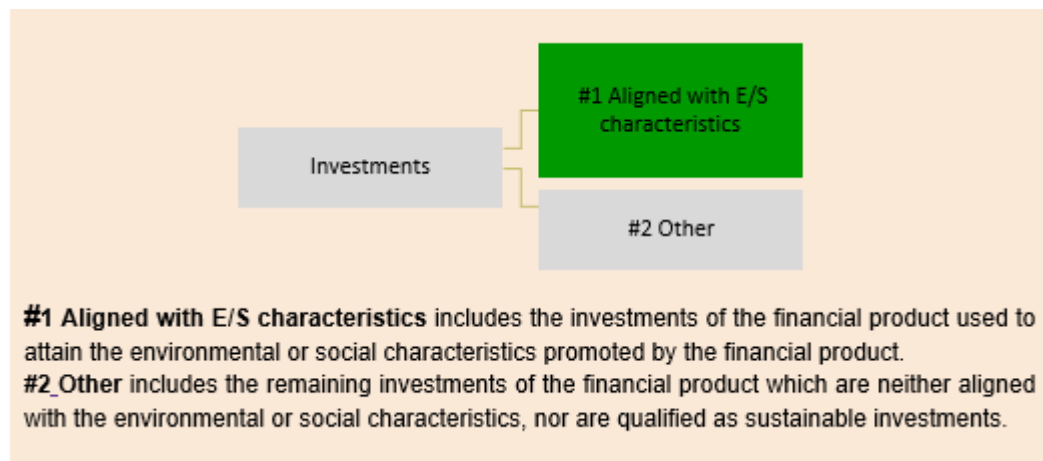 #1 Aligned with E/S
characteristics
Investments
#2 Other
#1 Aligned with E/S characteristics includes the investments of the financial product used to
attain the environmental or social characteristics promoted by the financial product.
#2 Other includes the remaining investments of the financial product which are neither aligned
with the environmental or social characteristics, nor are qualified as sustainable investments.